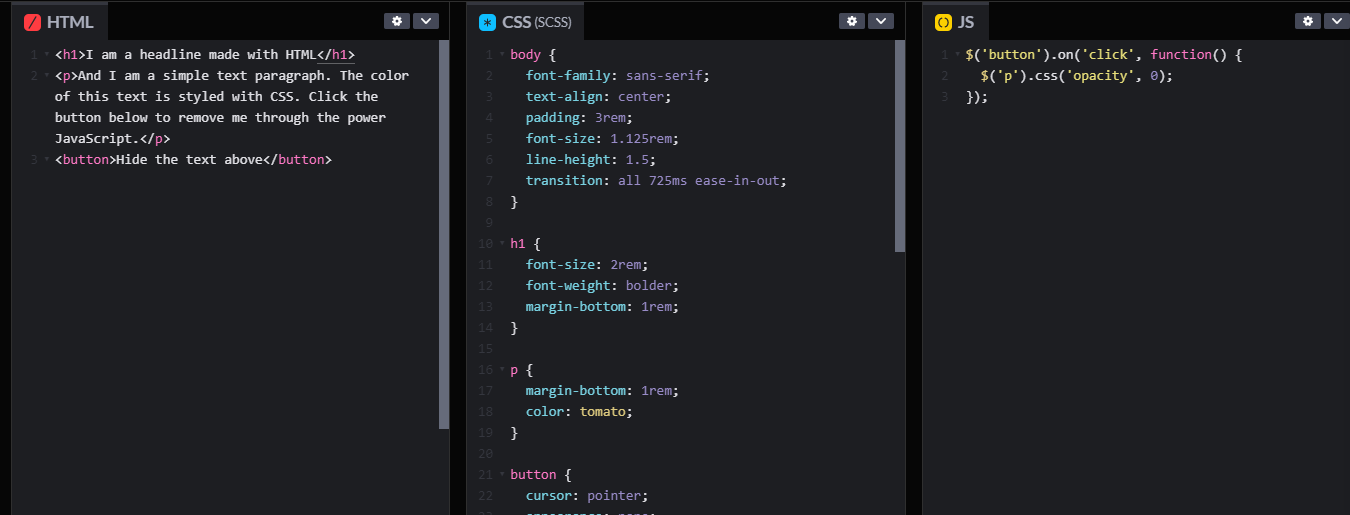 HTML
1 <h1>I am a headline made with HTML</h1>
2 <p>And I am a simple text paragraph. The color
of this text is styled with CSS. Click the
button below to remove me through the power
JavaScript.</p>
3 <button>Hide the text above</button>
CSS (SCSS)
1 body {
2 font-family: sans-serif;
3 text-align: center;
4 padding: 3rem;
5 font-size: 1.125rem;
6 line-height: 1.5;
7 transition: all 725ms ease-in-out;
8 }
9
10 h1 {
11 font-size: 2rem;
12 font-weight: bolder;
13 margin-bottom: 1rem;
14 }
15
16 p {
17 margin-bottom: 1rem;
18 color: tomato;
19 }
20
21 button {
22 cursor: pointer;
JS
1 $('button').on('click', function() {
2 $('p').css('opacity', 0);
3 });